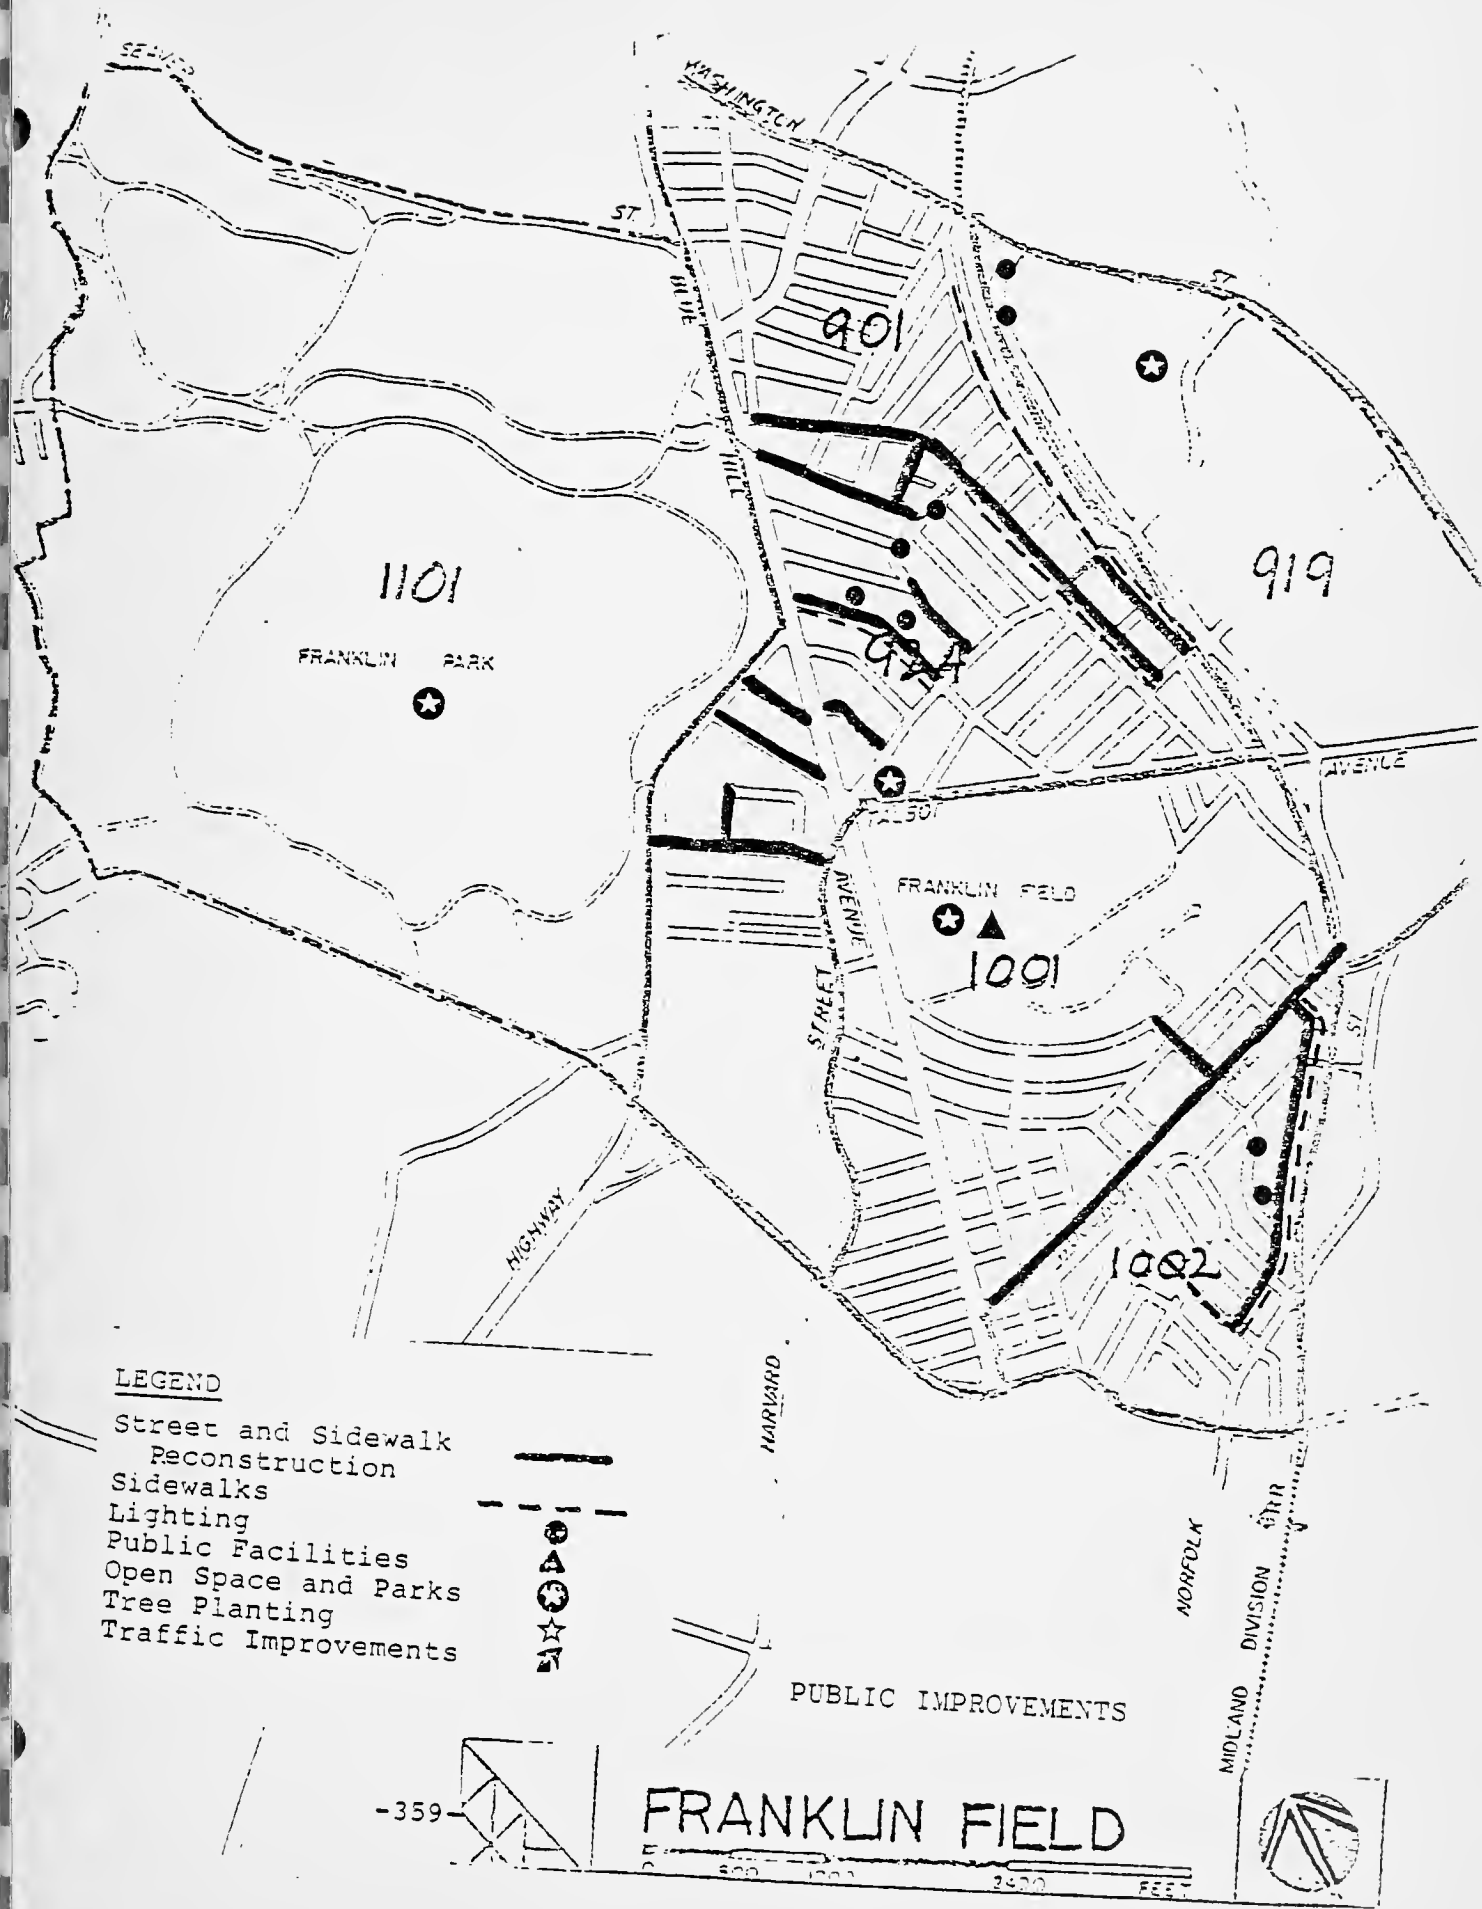 SEAVER
WASHINGTON
ST.
ST.
BLUE
901
HILL
1101
919
FRANKLIN PARK
924
AVENUE
TALBOT
FRANKLIN FIELD
AVENUE
1001
STREET
ST.
HIGHWAY
1002
LEGEND
Street and Sidewalk
Reconstruction
Sidewalks
Lighting
Public Facilities
Open Space and Parks
Tree Planting
Traffic Improvements
HARVARD
NORFOLK
MIDLAND DIVISION
PUBLIC IMPROVEMENTS
-359-
FRANKLIN FIELD
2400 FEET